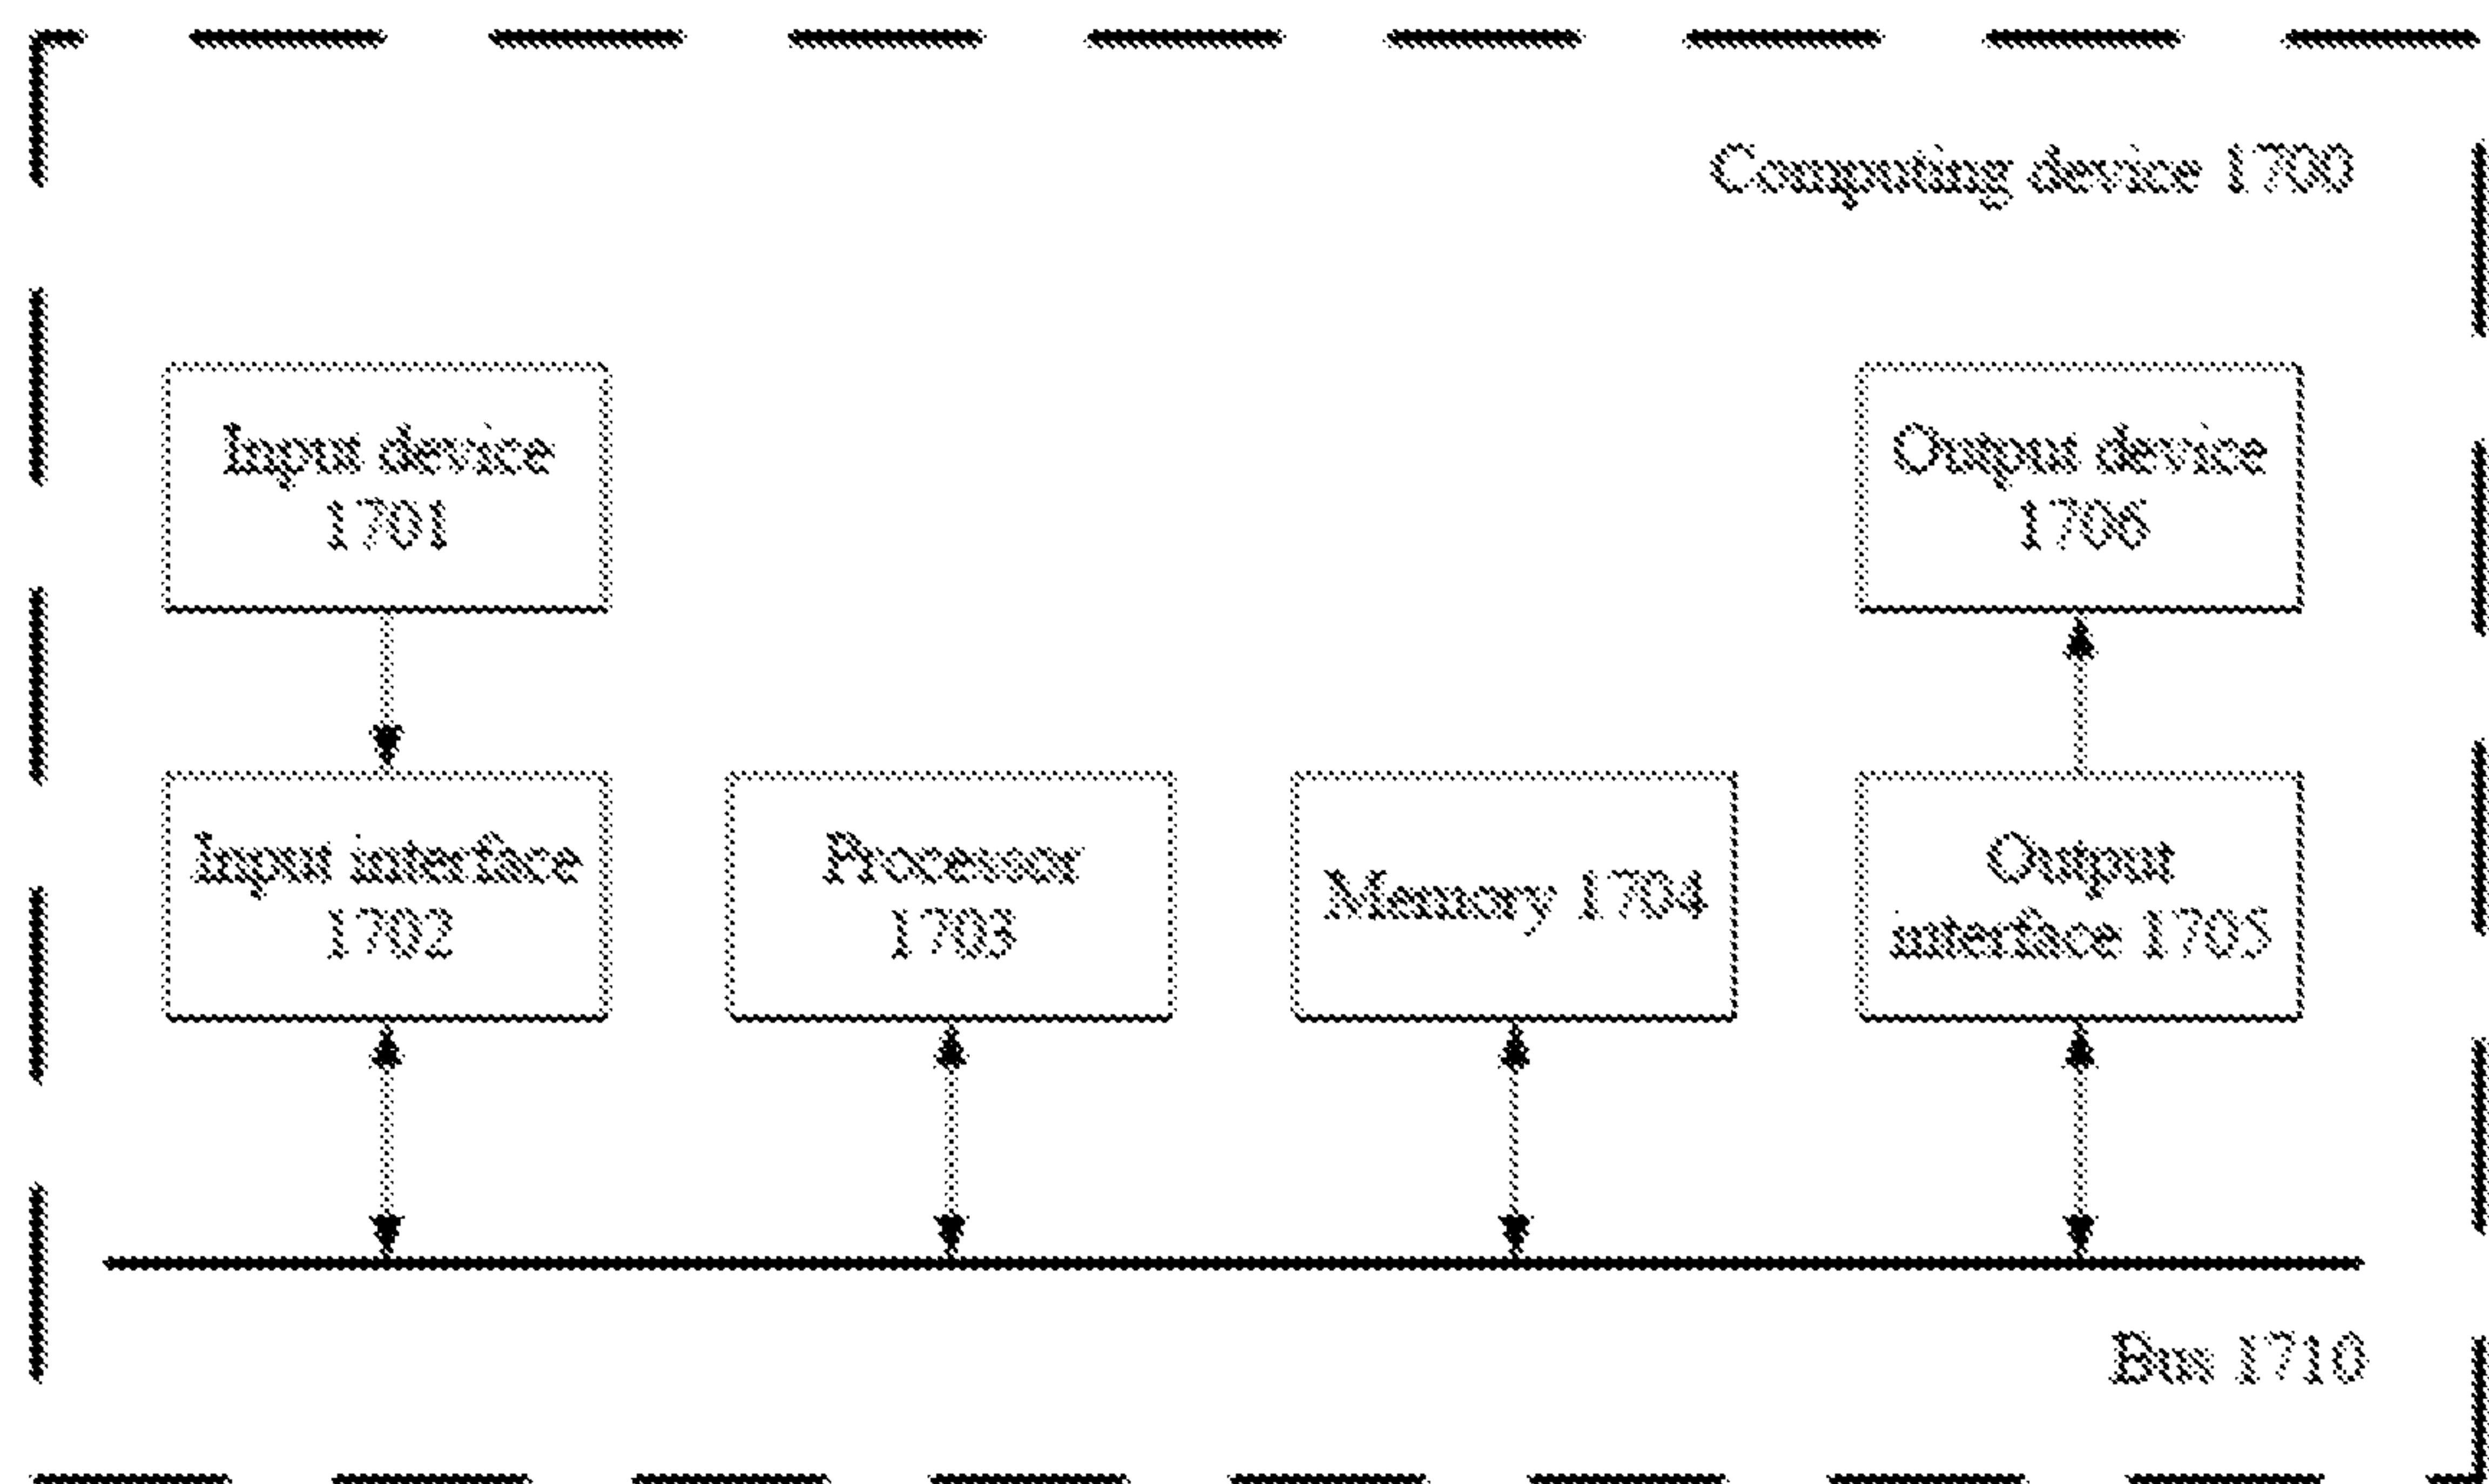 Computing device 1700
Input device
1701
Output device
1706
Input interface
1702
Processor
1703
Memory 1704
Output
interface 1705
Bus 1710